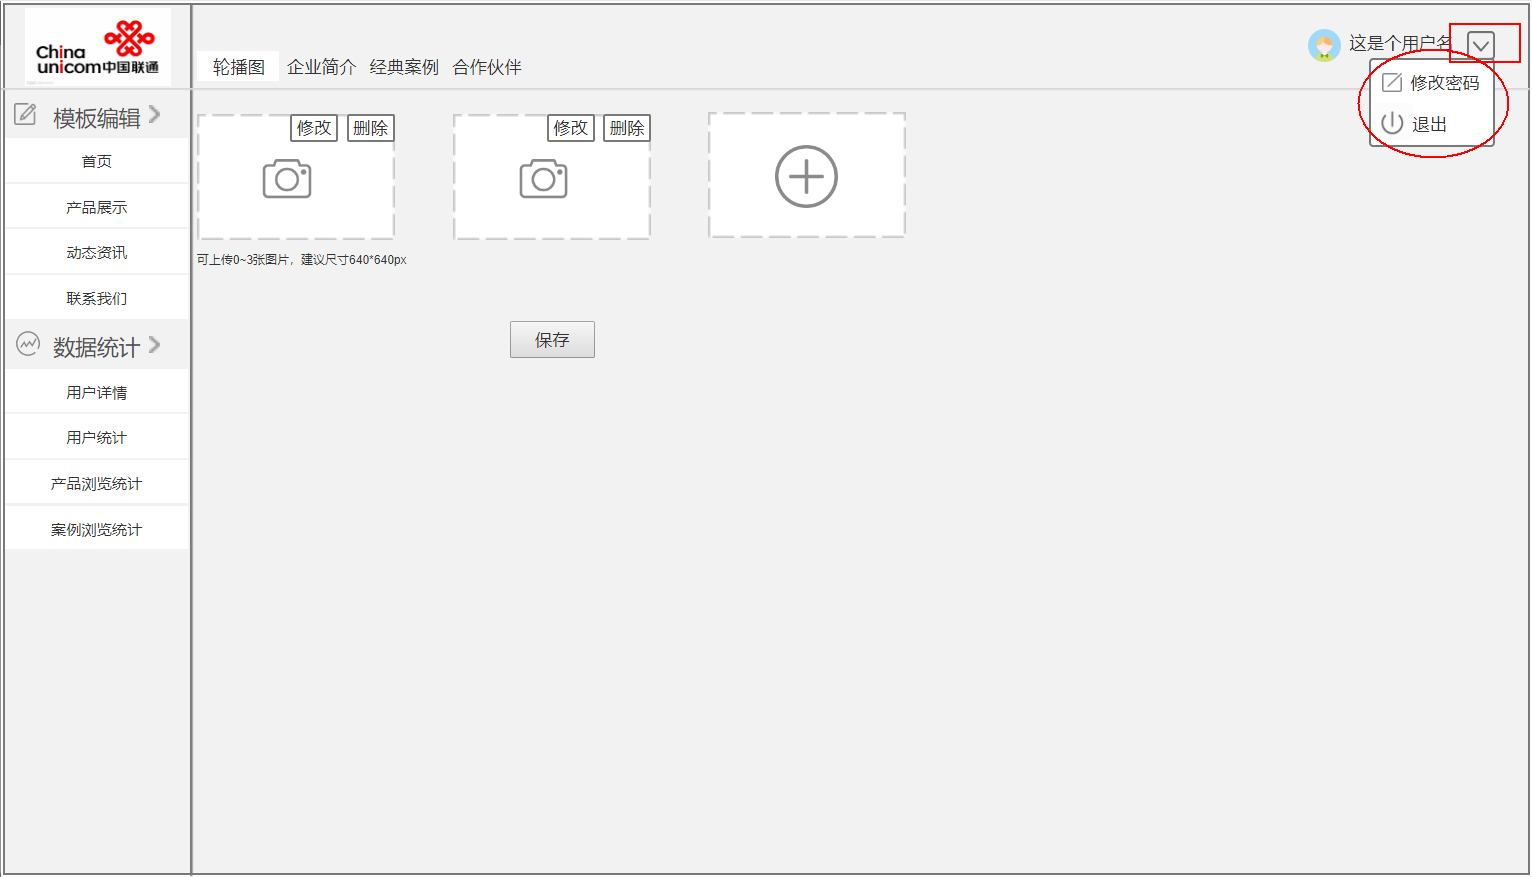 China
unicom中国联通
轮播图 企业简介 经典案例 合作伙伴
这是个用户名
修改密码
退出
模板编辑
首页
产品展示
动态资讯
联系我们
数据统计
用户详情
用户统计
产品浏览统计
案例浏览统计
修改 删除 修改 删除
可上传0~3张图片，建议尺寸640*640px
保存